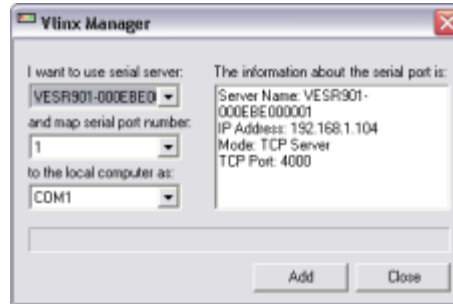 Vlinx Manager
I want to use serial server:
VESR901-000EBE0
and map serial port number:
1
to the local computer as:
COM1
The information about the serial port is:
Server Name: VESR901-
000EBE000001
IP Address: 192.168.1.104
Mode: TCP Server
TCP Port: 4000
Add
Close